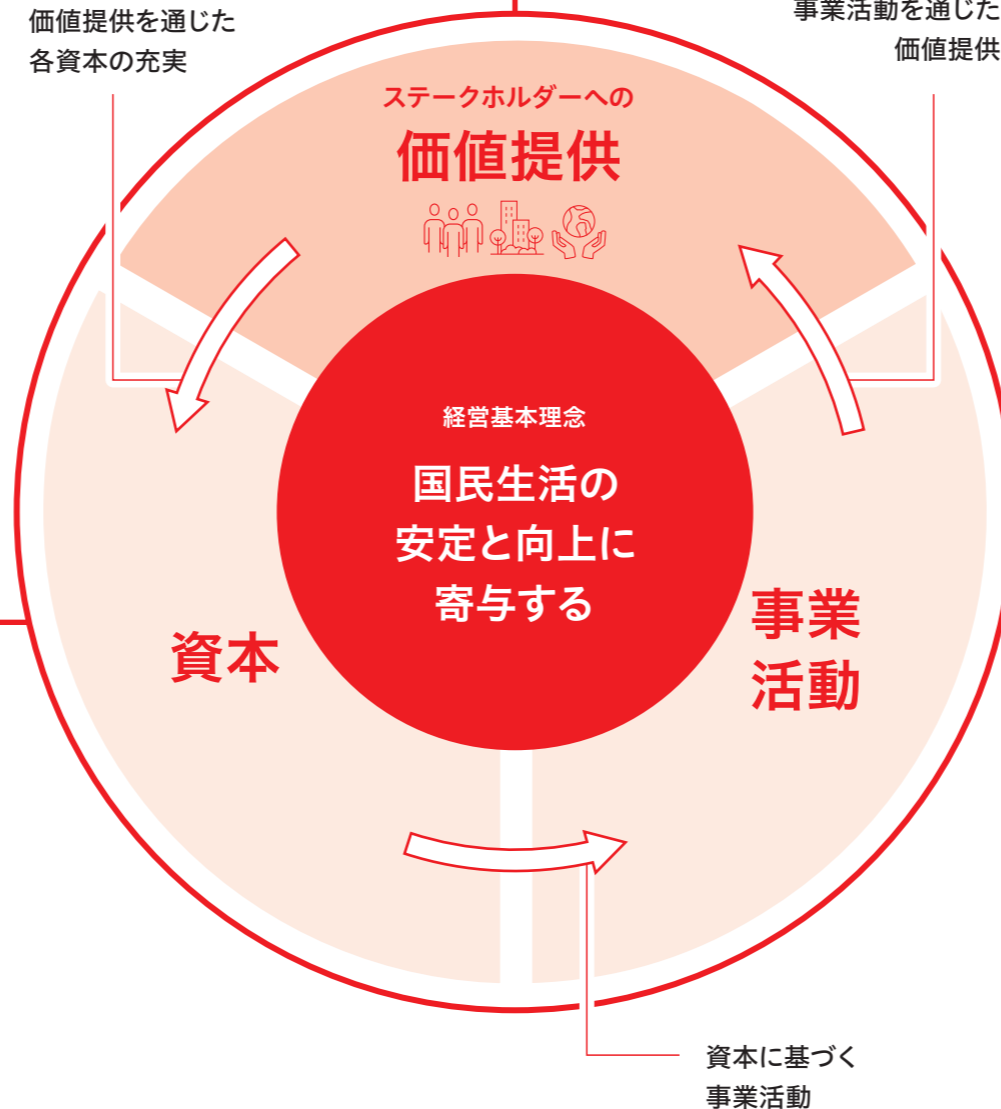 価値提供を通じた
各資本の充実
事業活動を通じた
価値提供
ステークホルダーへの
価値提供
経営基本理念
国民生活の
安定と向上に
寄与する
資本
事業
活動
資本に基づく
事業活動